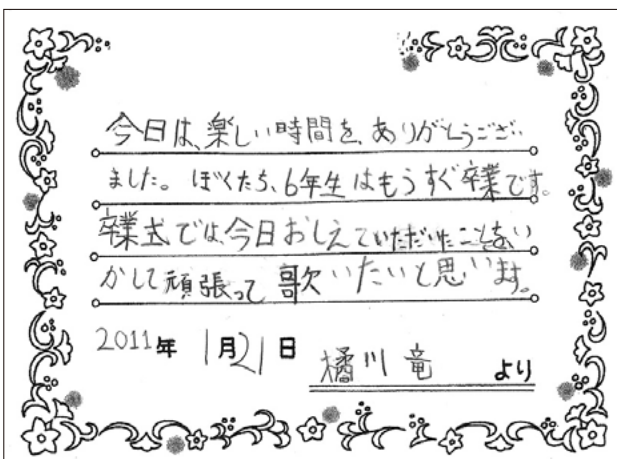 今日は、楽しい時間を、ありがとうござい
ました。ぼくたち、6年生はもうすぐ卒業です。
卒業式では、今日おしえていただいたことをい
かして頑張って歌いたいと思います。
2011年 1月21日
橘川 竜 より